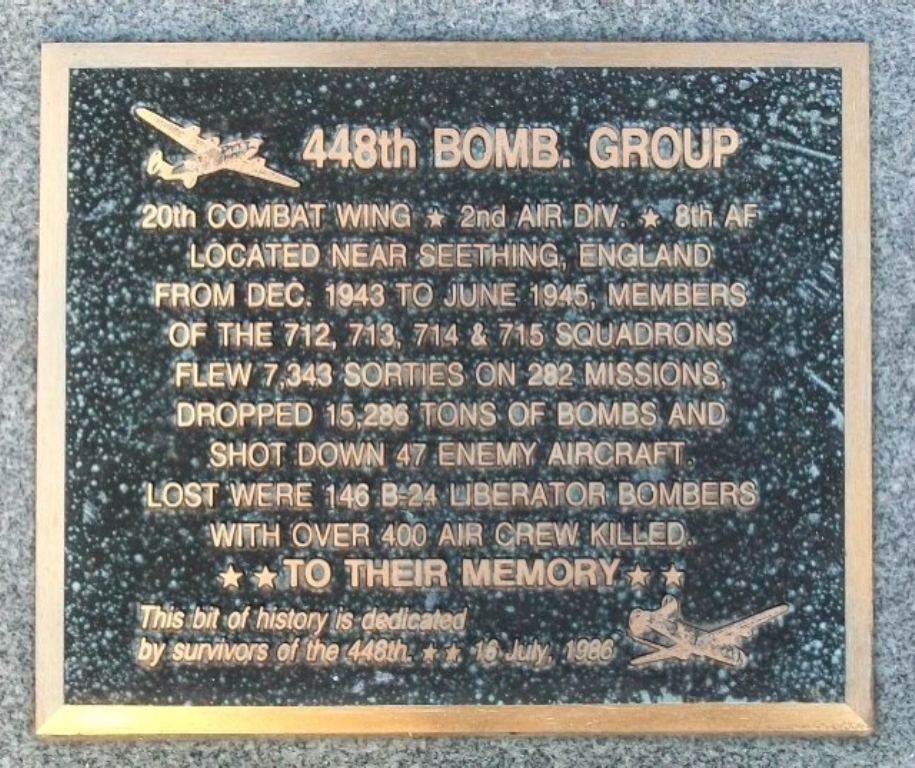 448th BOMB. GROUP
20th COMBAT WING ★ 2nd AIR DIV. ★ 8th AF
LOCATED NEAR SEETHING, ENGLAND
FROM DEC. 1943 TO JUNE 1945, MEMBERS
OF THE 712, 713, 714 & 715 SQUADRONS
FLEW 7,343 SORTIES ON 282 MISSIONS,
DROPPED 15,286 TONS OF BOMBS AND
SHOT DOWN 47 ENEMY AIRCRAFT.
LOST WERE 146 B-24 LIBERATOR BOMBERS
WITH OVER 400 AIR CREW KILLED.
★ ★ TO THEIR MEMORY ★ ★
This bit of history is dedicated
by survivors of the 448th. ★ ★ 16 July, 1986